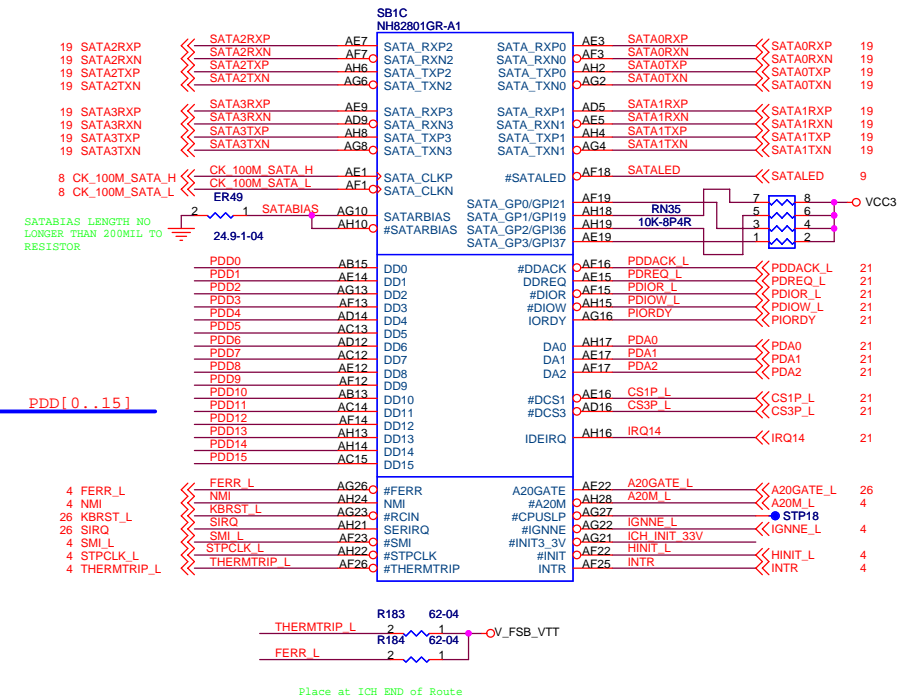 SB1C
NH82801GR-A1
19 SATA2RXP SATA2RXP AE7 SATA_RXP2 SATA_RXP0 AE3 SATA0RXP SATA0RXP 19
19 SATA2RXN SATA2RXN AF7 SATA_RXN2 SATA_RXN0 AF3 SATA0RXN SATA0RXN 19
19 SATA2TXP SATA2TXP AH6 SATA_TXP2 SATA_TXP0 AH2 SATA0TXP SATA0TXP 19
19 SATA2TXN SATA2TXN AG6 SATA_TXN2 SATA_TXN0 AG2 SATA0TXN SATA0TXN 19
19 SATA3RXP SATA3RXP AE9 SATA_RXP3 SATA_RXP1 AD5 SATA1RXP SATA1RXP 19
19 SATA3RXN SATA3RXN AD9 SATA_RXN3 SATA_RXN1 AE5 SATA1RXN SATA1RXN 19
19 SATA3TXP SATA3TXP AH8 SATA_TXP3 SATA_TXP1 AH4 SATA1TXP SATA1TXP 19
19 SATA3TXN SATA3TXN AG8 SATA_TXN3 SATA_TXN1 AG4 SATA1TXN SATA1TXN 19
8 CK_100M_SATA_H CK_100M_SATA_H AE1 SATA_CLKP #SATALED AF18 SATALED SATALED 9
8 CK_100M_SATA_L CK_100M_SATA_L AF1 SATA_CLKN
ER49
SATA_GP0/GPI21 AF19 7 8 VCC3
2 1 SATABIAS AG10 SATARBIAS SATA_GP1/GPI19 AH18 RN35 5 6
AH10 #SATARBIAS SATA_GP2/GPI36 AH19 10K-8P4R 3 4
24.9-1-04 SATA_GP3/GPI37 AE19 1 2
SATABIAS LENGTH NO
LONGER THAN 200MIL TO
RESISTOR
PDD0 AB15 DD0 #DDACK AF16 PDDACK_L PDDACK_L 21
PDD1 AE14 DD1 DDREQ AE15 PDREQ_L PDREQ_L 21
PDD2 AG13 DD2 #DIOR AF15 PDIOR_L PDIOR_L 21
PDD3 AF13 DD3 #DIOW AH15 PDIOW_L PDIOW_L 21
PDD4 AD14 DD4 IORDY AG16 PIORDY PIORDY 21
PDD5 AC13 DD5
PDD6 AD12 DD6 DA0 AH17 PDA0 PDA0 21
PDD7 AC12 DD7 DA1 AE17 PDA1 PDA1 21
PDD8 AE12 DD8 DA2 AF17 PDA2 PDA2 21
PDD9 AF12 DD9
PDD10 AB13 DD10 #DCS1 AE16 CS1P_L CS1P_L 21
PDD[0..15] PDD11 AC14 DD11 #DCS3 AD16 CS3P_L CS3P_L 21
PDD12 AF14 DD12
PDD13 AH13 DD13 IDEIRQ AH16 IRQ14 IRQ14 21
PDD14 AH14 DD14
PDD15 AC15 DD15
4 FERR_L FERR_L AG26 #FERR A20GATE AE22 A20GATE_L A20GATE_L 26
4 NMI NMI AH24 NMI #A20M AH28 A20M_L A20M_L 4
26 KBRST_L KBRST_L AG23 #RCIN #CPUSLP AG27 STP18
26 SIRQ SIRQ AH21 SERIRQ #IGNNE AG22 IGNNE_L IGNNE_L 4
4 SMI_L SMI_L AF23 #SMI #INIT3_3V AG21 ICH_INIT_33V
4 STPCLK_L STPCLK_L AH22 #STPCLK #INIT AF22 HINIT_L HINIT_L 4
4 THERMTRIP_L THERMTRIP_L AF26 #THERMTRIP INTR AF25 INTR INTR 4
R183 62-04
THERMTRIP_L 2 1 V_FSB_VTT
R184 62-04
FERR_L 2 1
Place at ICH END of Route